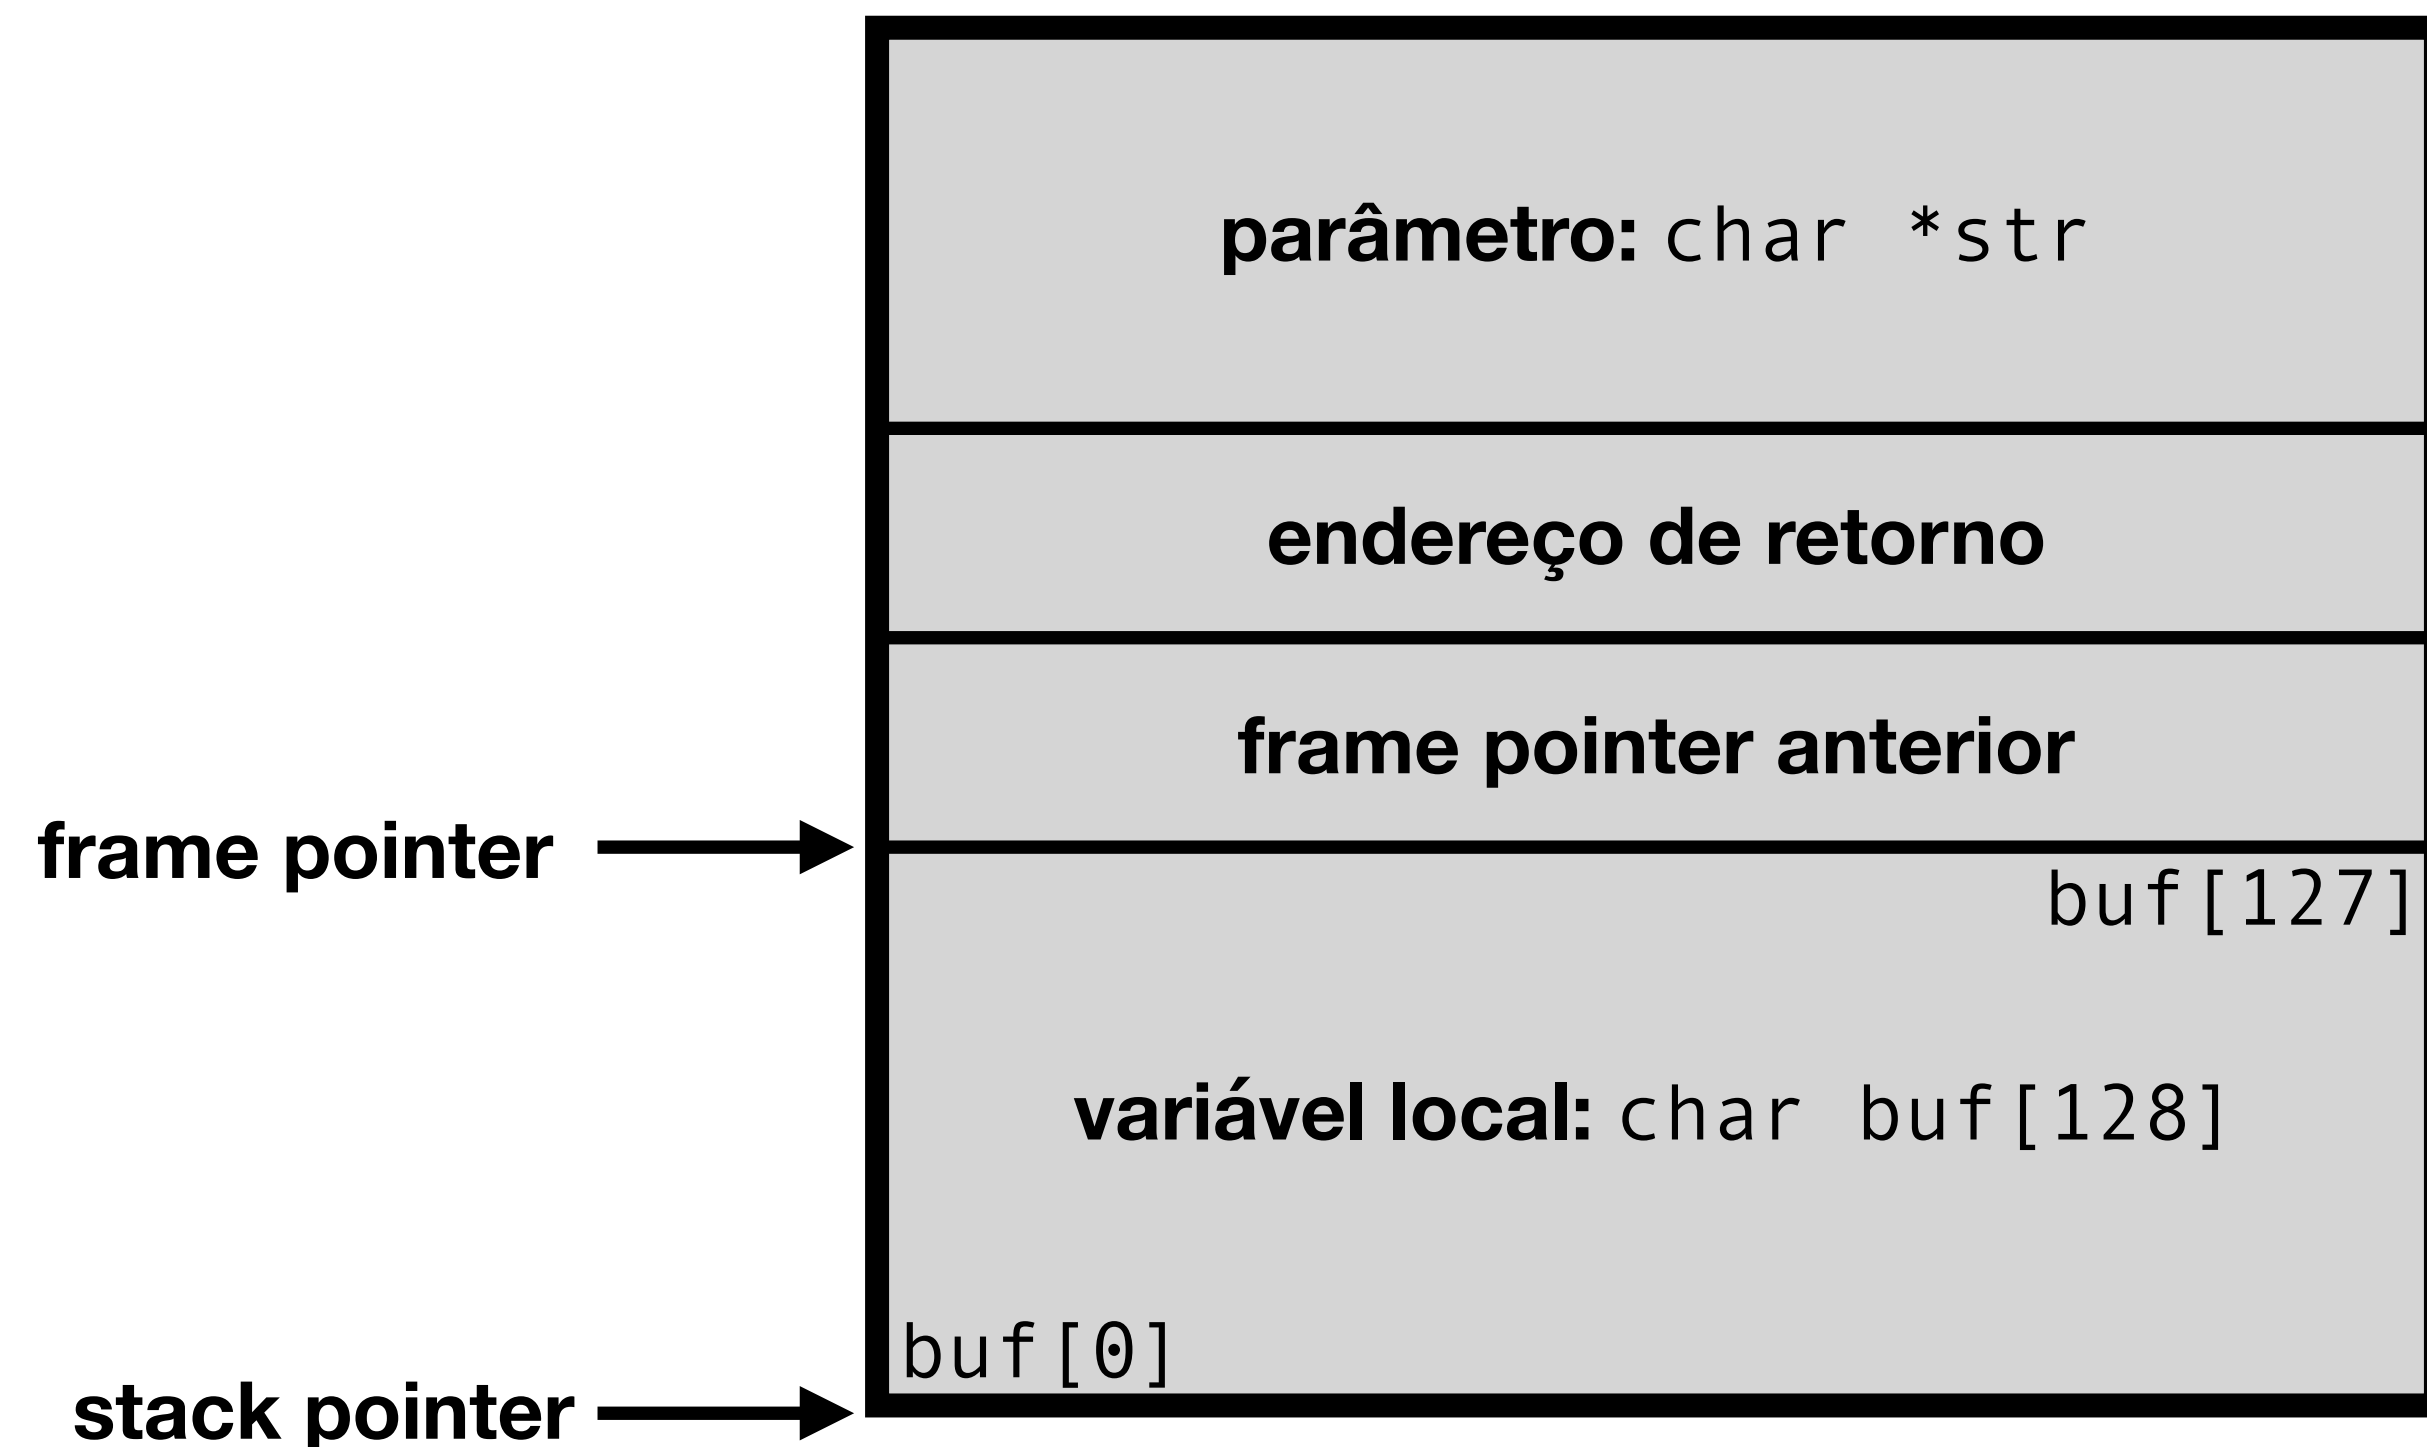 parâmetro: char *str
endereço de retorno
frame pointer anterior
frame pointer
buf[127]
variável local: char buf[128]
buf[0]
stack pointer